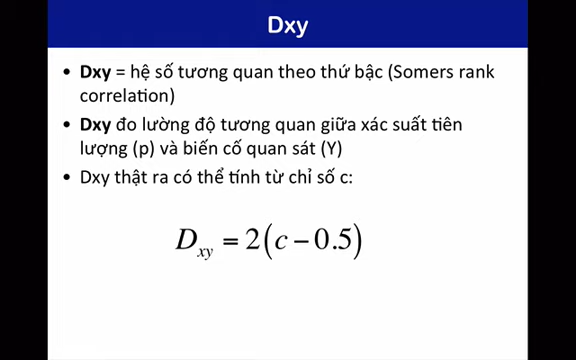 Dxy
• Dxy = hệ số tương quan theo thứ bậc (Somers rank
correlation)
• Dxy đo lường độ tương quan giữa xác suất tiên
lượng (p) và biến cố quan sát (Y)
• Dxy thật ra có thể tính từ chỉ số c:
D_xy = 2(c − 0.5)